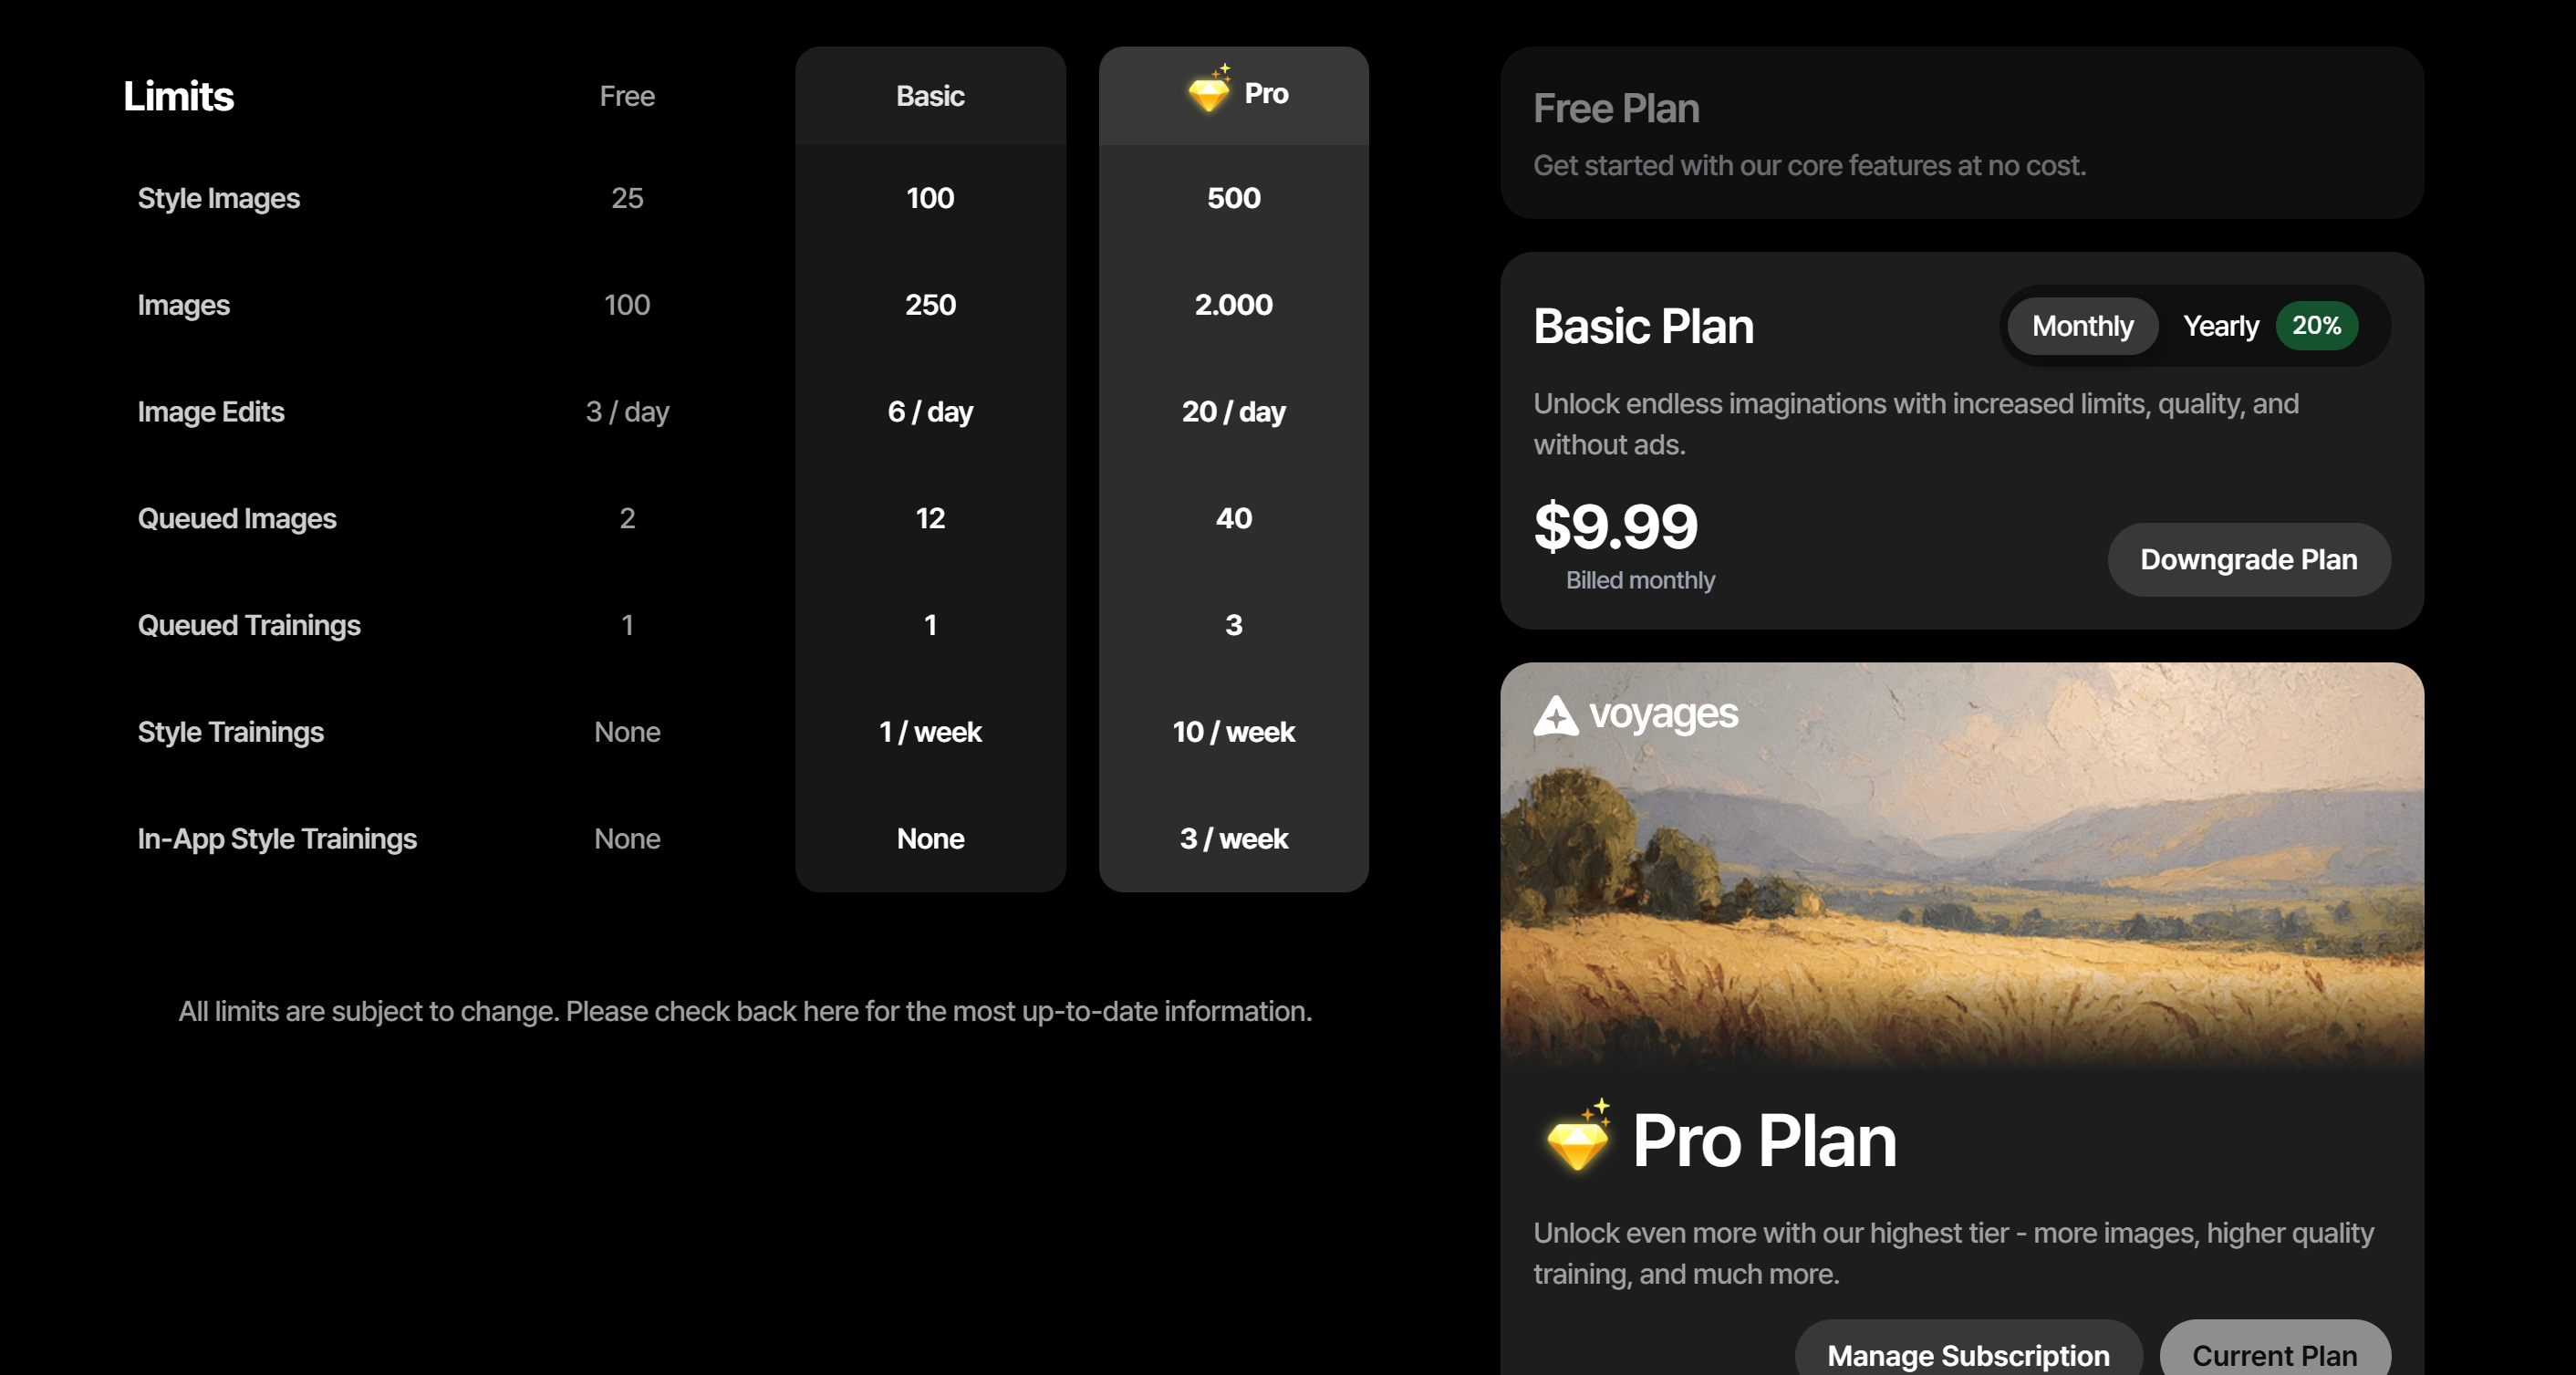 Limits Free Basic Pro
Style Images 25 100 500
Images 100 250 2.000
Image Edits 3 / day 6 / day 20 / day
Queued Images 2 12 40
Queued Trainings 1 1 3
Style Trainings None 1 / week 10 / week
In-App Style Trainings None None 3 / week
All limits are subject to change. Please check back here for the most up-to-date information.
Free Plan
Get started with our core features at no cost.
Basic Plan Monthly Yearly 20%
Unlock endless imaginations with increased limits, quality, and
without ads.
$9.99
Billed monthly
Downgrade Plan
voyages
Pro Plan
Unlock even more with our highest tier - more images, higher quality
training, and much more.
Manage Subscription Current Plan